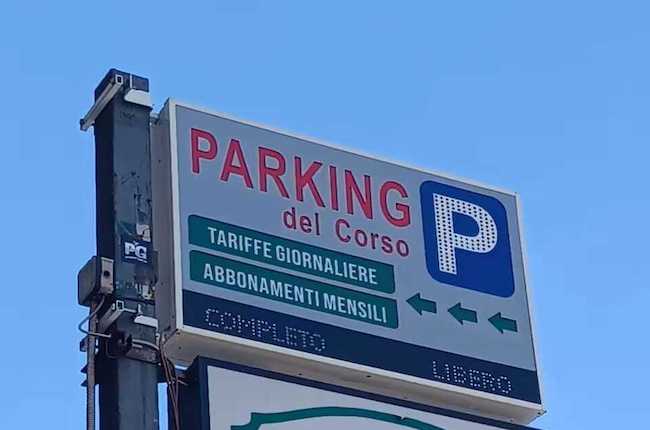 PARKING
del Corso
P
TARIFFE GIORNALIERE
ABBONAMENTI MENSILI
COMPLETO
LIBERO
PG